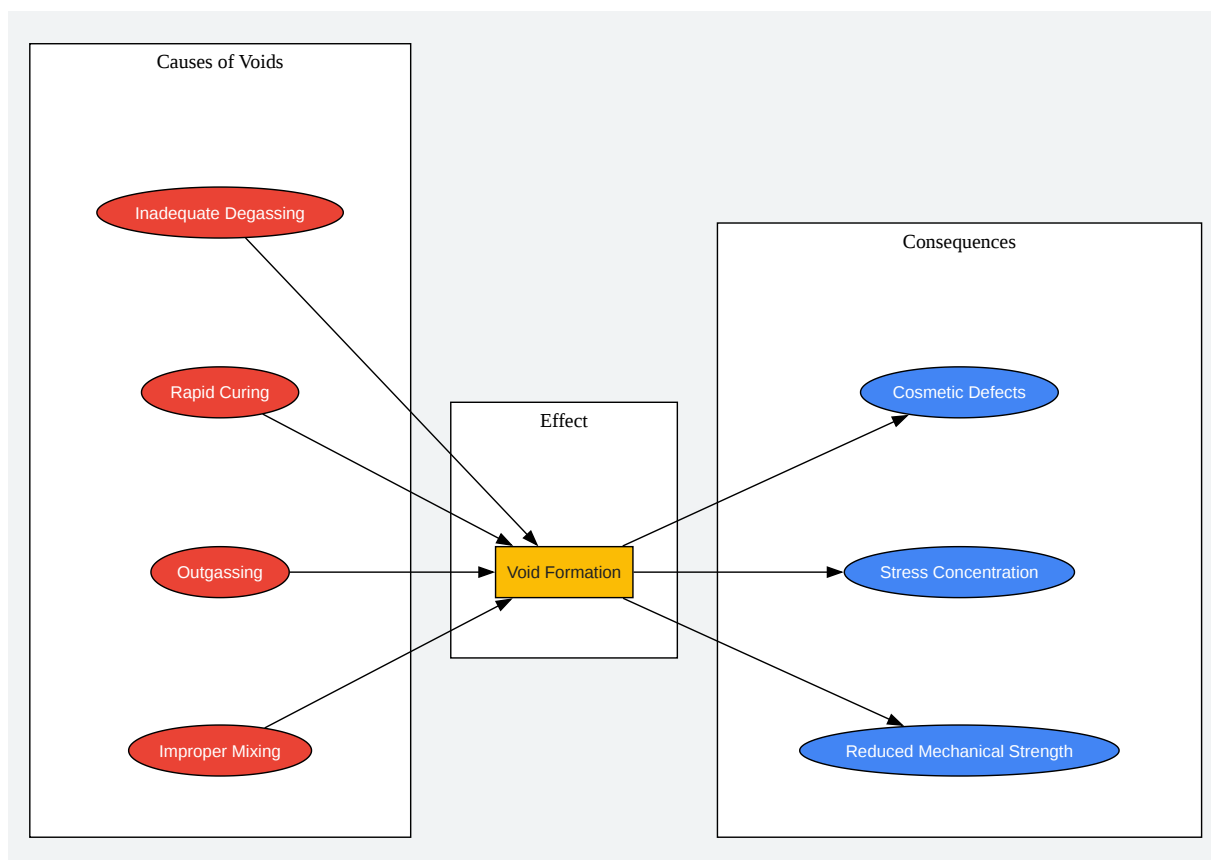 Causes of Voids
Inadequate Degassing
Rapid Curing
Outgassing
Improper Mixing
Effect
Void Formation
Consequences
Cosmetic Defects
Stress Concentration
Reduced Mechanical Strength